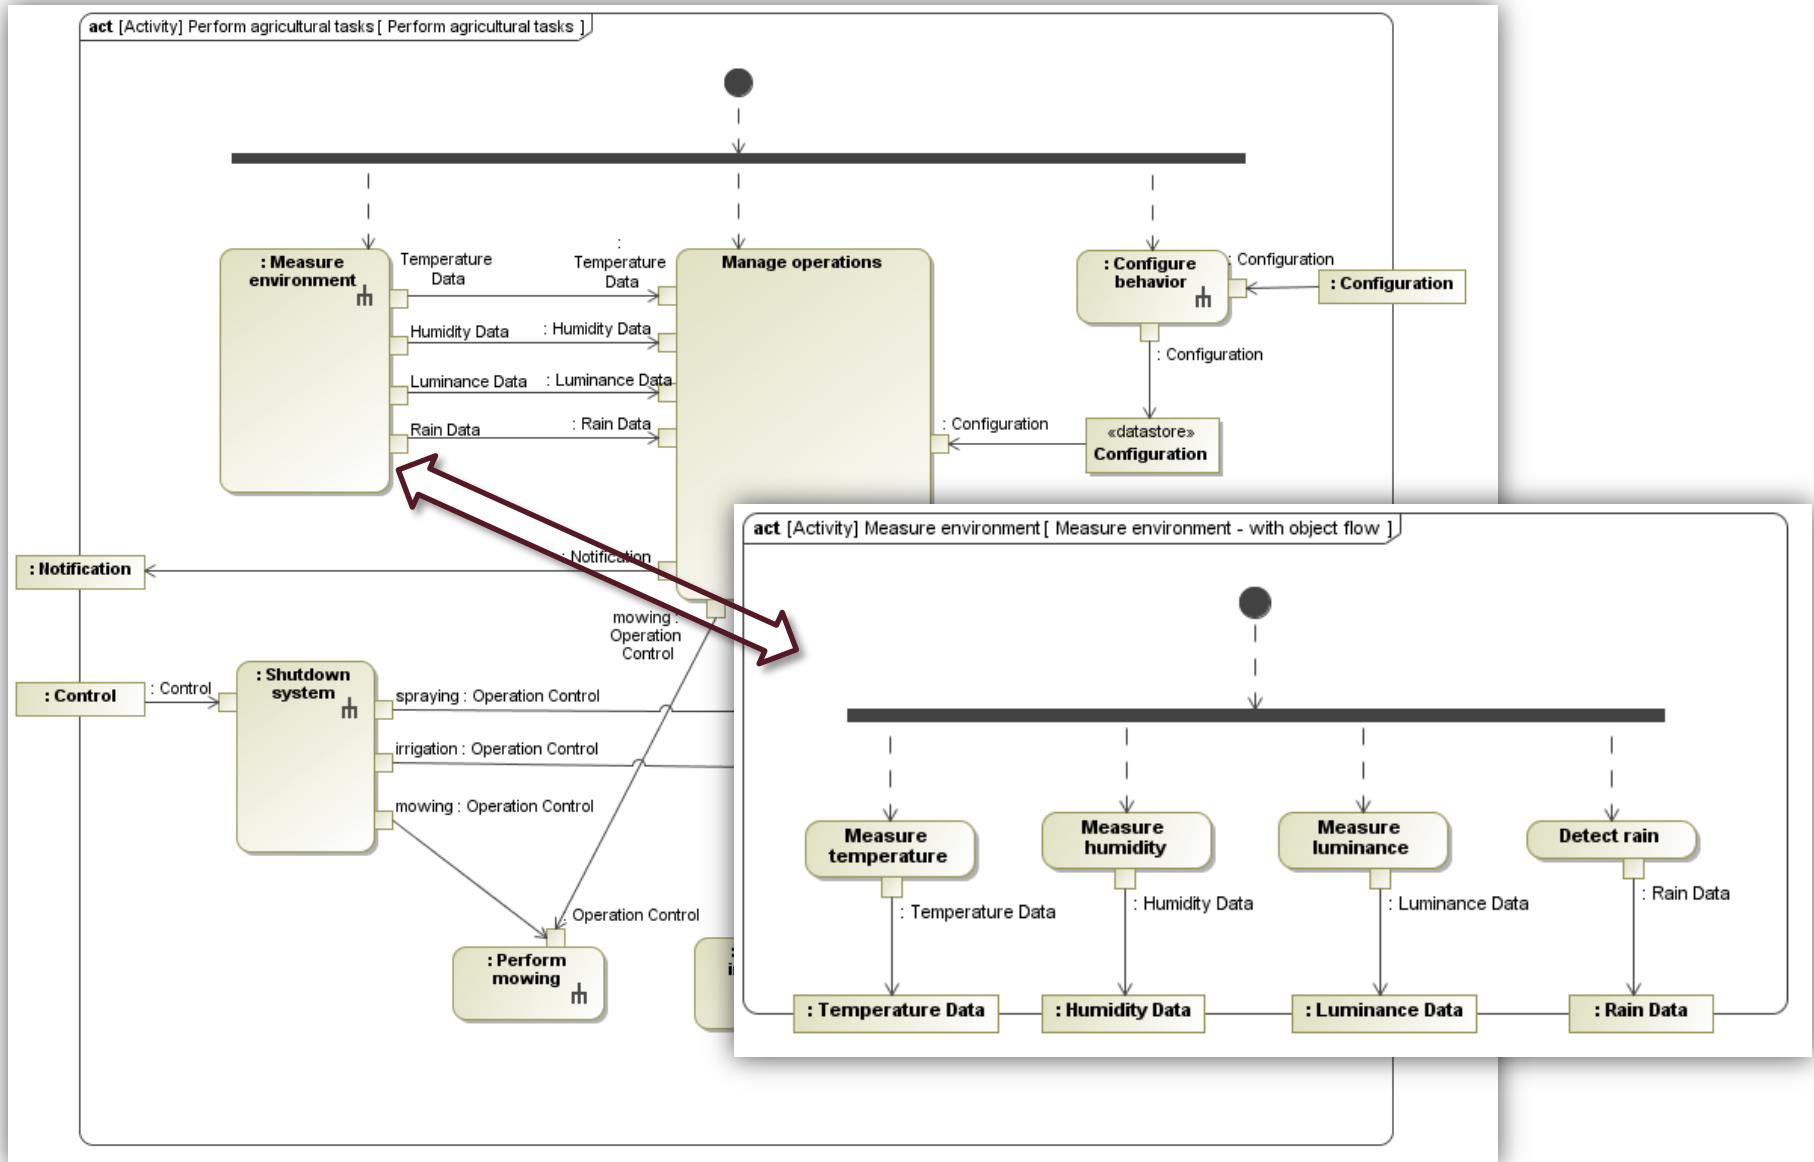 act [Activity] Perform agricultural tasks [ Perform agricultural tasks ]
: Measure
environment
Temperature
Data
:
Temperature
Data
Manage operations
: Configure
behavior
: Configuration
: Configuration
Humidity Data
: Humidity Data
: Configuration
Luminance Data
: Luminance Data
Rain Data
: Rain Data
: Configuration
«datastore»
Configuration
: Notification
: Notification
mowing :
Operation
Control
: Control
: Control
: Shutdown
system
spraying : Operation Control
irrigation : Operation Control
mowing : Operation Control
: Operation Control
: Perform
mowing
act [Activity] Measure environment [ Measure environment - with object flow ]
Measure
temperature
Measure
humidity
Measure
luminance
Detect rain
: Temperature Data
: Humidity Data
: Luminance Data
: Rain Data
: Temperature Data
: Humidity Data
: Luminance Data
: Rain Data